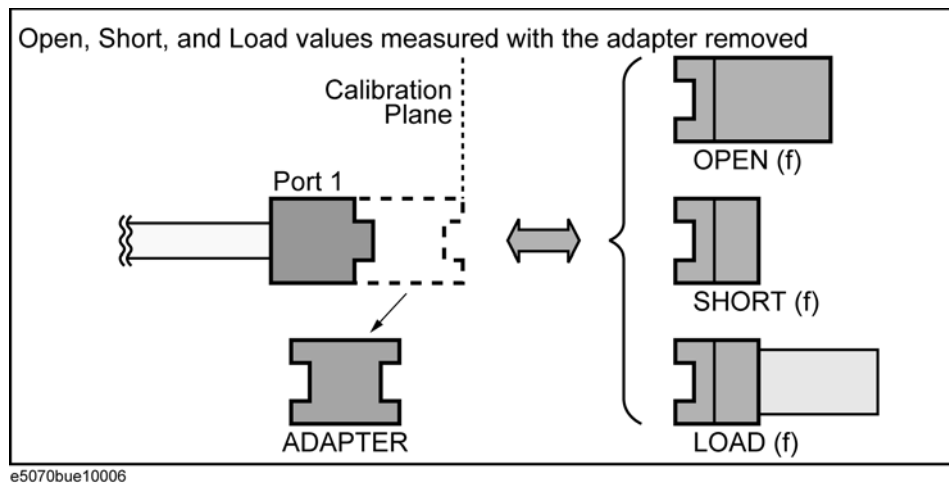 Open, Short, and Load values measured with the adapter removed
Calibration
Plane
Port 1
OPEN (f)
SHORT (f)
ADAPTER
LOAD (f)
e5070bue10006